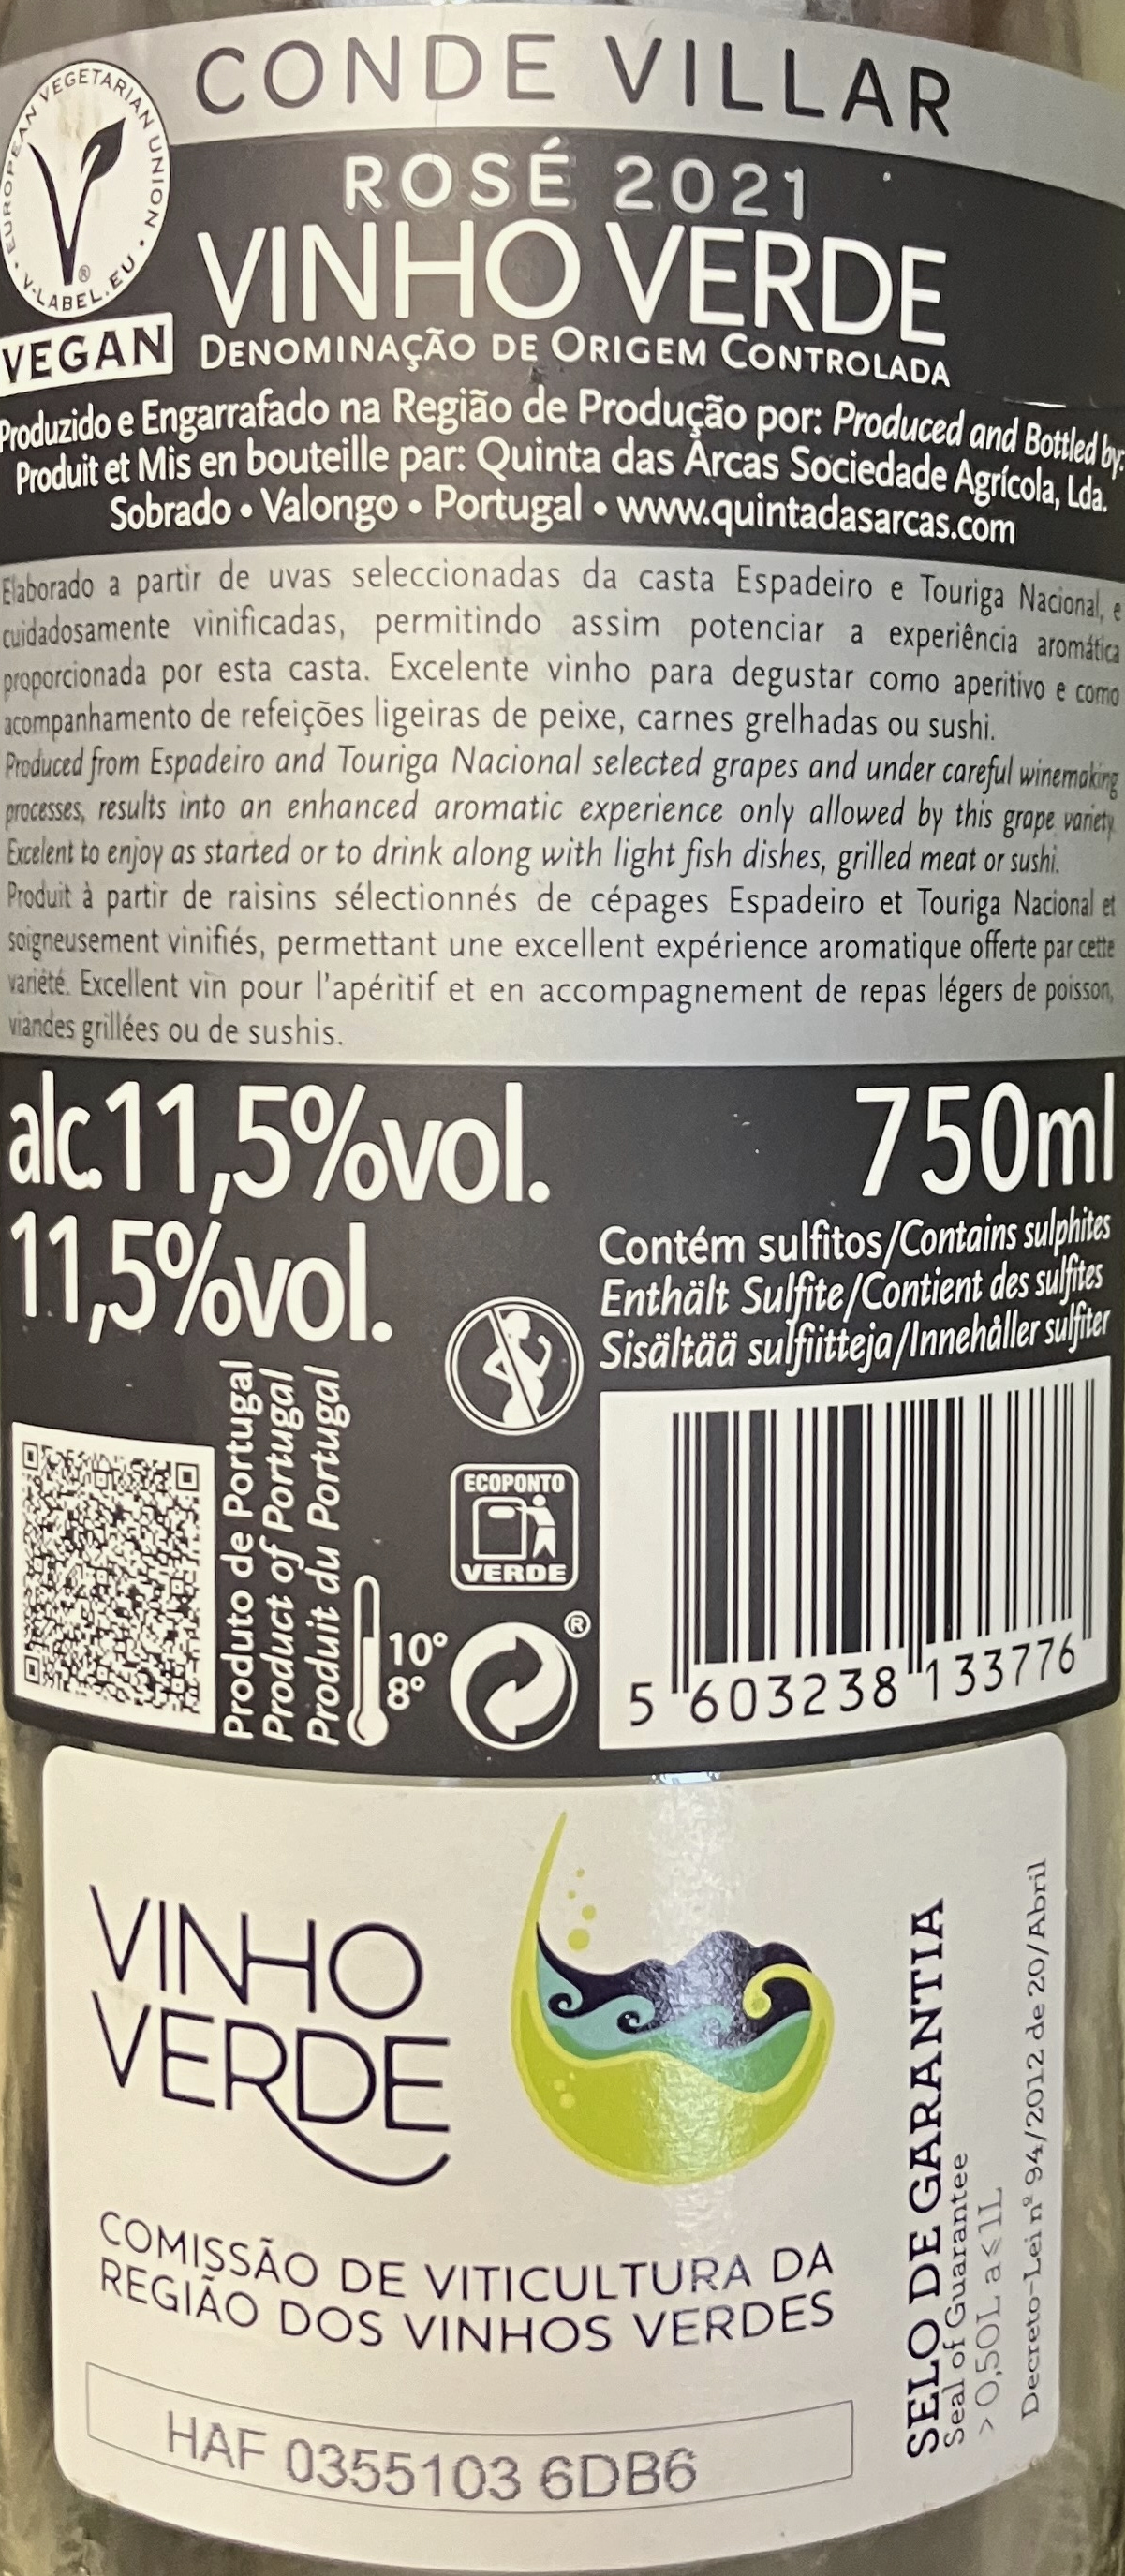 CONDE VILLAR
EUROPEAN VEGETARIAN UNION
V-LABEL.EU
®
VEGAN
ROSÉ 2021
VINHO VERDE
DENOMINAÇÃO DE ORIGEM CONTROLADA
Produzido e Engarrafado na Região de Produção por: Produced and Bottled by:
Produit et Mis en bouteille par: Quinta das Arcas Sociedade Agrícola, Lda.
Sobrado • Valongo • Portugal • www.quintadasarcas.com
Elaborado a partir de uvas seleccionadas da casta Espadeiro e Touriga Nacional, e
cuidadosamente vinificadas, permitindo assim potenciar a experiência aromática
proporcionada por esta casta. Excelente vinho para degustar como aperitivo e como
acompanhamento de refeições ligeiras de peixe, carnes grelhadas ou sushi.
Produced from Espadeiro and Touriga Nacional selected grapes and under careful winemaking
processes, results into an enhanced aromatic experience only allowed by this grape variety.
Excelent to enjoy as started or to drink along with light fish dishes, grilled meat or sushi.
Produit à partir de raisins sélectionnés de cépages Espadeiro et Touriga Nacional et
soigneusement vinifiés, permettant une excellent expérience aromatique offerte par cette
variété. Excellent vin pour l'apéritif et en accompagnement de repas légers de poisson,
viandes grillées ou de sushis.
alc.11,5%vol.
750ml
11,5%vol.
Contém sulfitos/Contains sulphites
Enthält Sulfite/Contient des sulfites
Sisältää sulfiitteja/Innehåller sulfiter
Produto de Portugal
Product of Portugal
Produit du Portugal
10°
8°
ECOPONTO
VERDE
®
5 603238 133776
VINHO
VERDE
COMISSÃO DE VITICULTURA DA
REGIÃO DOS VINHOS VERDES
HAF 0355103 6DB6
SELO DE GARANTIA
Seal of Guarantee
> 0,50L a ≤ 1L
Decreto-Lei nº 94/2012 de 20/Abril